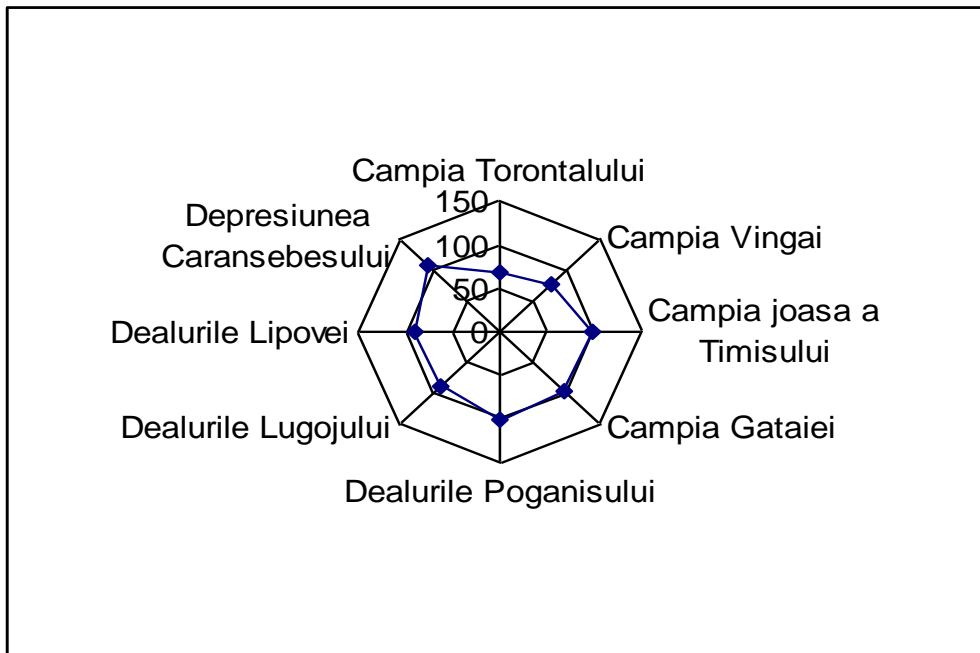 Campia Torontalului
150
Depresiunea
Caransebesului
Campia Vingai
100
50
Campia joasa a
Timisului
Dealurile Lipovei
0
Dealurile Lugojului
Campia Gataiei
Dealurile Poganisului